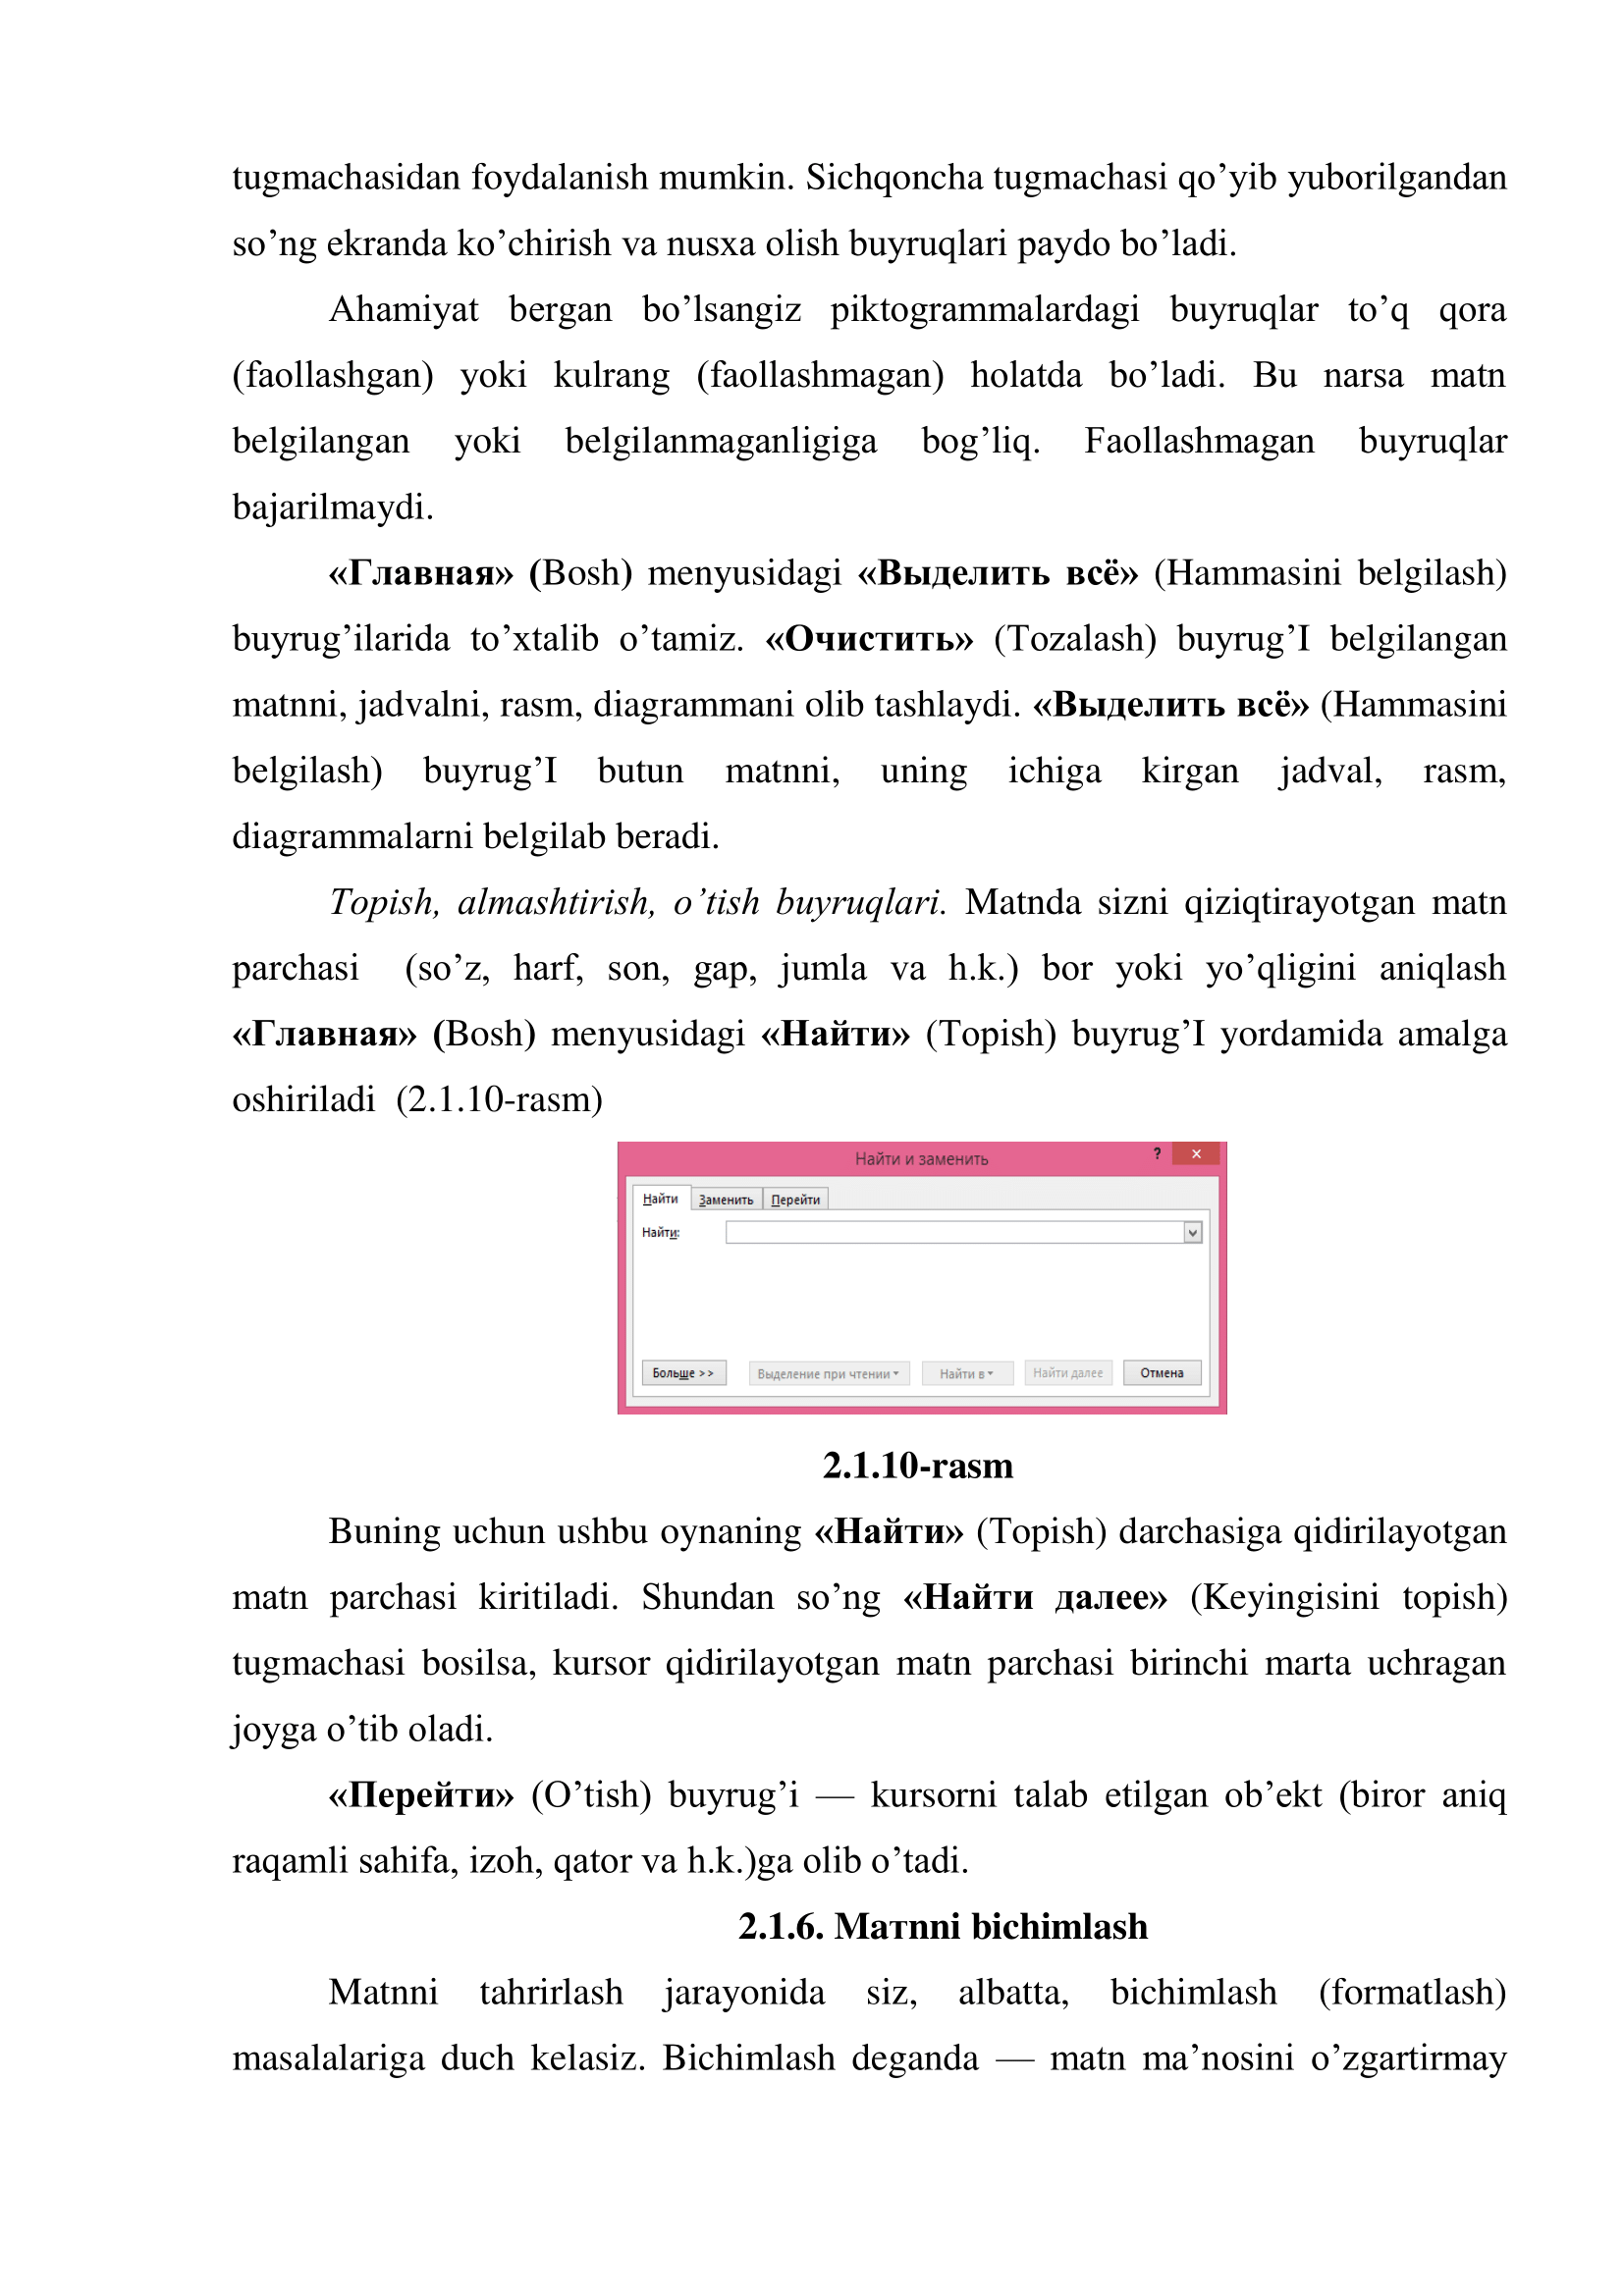 tugmachasidan foydalanish mumkin. Sichqoncha tugmachasi qo’yib yuborilgandan
so’ng ekranda ko’chirish va nusxa olish buyruqlari paydo bo’ladi.
Ahamiyat bergan bo’lsangiz piktogrammalardagi buyruqlar to’q qora
(faollashgan) yoki kulrang (faollashmagan) holatda bo’ladi. Bu narsa matn
belgilangan yoki belgilanmaganligiga bog’liq. Faollashmagan buyruqlar
bajarilmaydi.
«Главная» (Bosh) menyusidagi «Выделить всё» (Hammasini belgilash)
buyrug’ilarida to’xtalib o’tamiz. «Очистить» (Tozalash) buyrug’I belgilangan
matnni, jadvalni, rasm, diagrammani olib tashlaydi. «Выделить всё» (Hammasini
belgilash) buyrug’I butun matnni, uning ichiga kirgan jadval, rasm,
diagrammalarni belgilab beradi.
Topish, almashtirish, o’tish buyruqlari. Matnda sizni qiziqtirayotgan matn
parchasi (so’z, harf, son, gap, jumla va h.k.) bor yoki yo’qligini aniqlash
«Главная» (Bosh) menyusidagi «Найти» (Topish) buyrug’I yordamida amalga
oshiriladi (2.1.10-rasm)
Найти и заменить ? ×
Найти Заменить Перейти
Найти:
Больше >> Выделение при чтении Найти в Найти далее Отмена
2.1.10-rasm
Buning uchun ushbu oynaning «Найти» (Topish) darchasiga qidirilayotgan
matn parchasi kiritiladi. Shundan so’ng «Найти далее» (Keyingisini topish)
tugmachasi bosilsa, kursor qidirilayotgan matn parchasi birinchi marta uchragan
joyga o’tib oladi.
«Перейти» (O’tish) buyrug’i — kursorni talab etilgan ob’ekt (biror aniq
raqamli sahifa, izoh, qator va h.k.)ga olib o’tadi.
2.1.6. Maтnni bichimlash
Matnni tahrirlash jarayonida siz, albatta, bichimlash (formatlash)
masalalariga duch kelasiz. Bichimlash deganda — matn ma’nosini o’zgartirmay